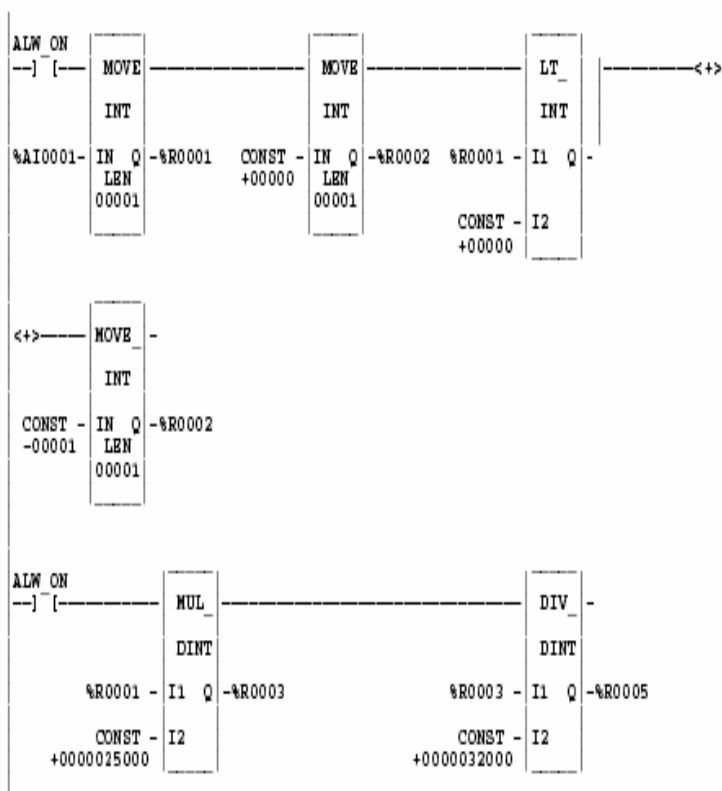 ALW_ON
--] [-- MOVE MOVE LT_ <+>
INT INT INT
%AI0001- IN Q -%R0001 CONST - IN Q -%R0002 %R0001 - I1 Q -
LEN +00000 LEN
00001 00001
CONST - I2
+00000
<+> MOVE_ -
INT
CONST - IN Q -%R0002
-00001 LEN
00001
ALW_ON
--] [-- MUL_ DIV_ -
DINT DINT
%R0001 - I1 Q -%R0003 %R0003 - I1 Q -%R0005
CONST - I2 CONST - I2
+0000025000 +0000032000